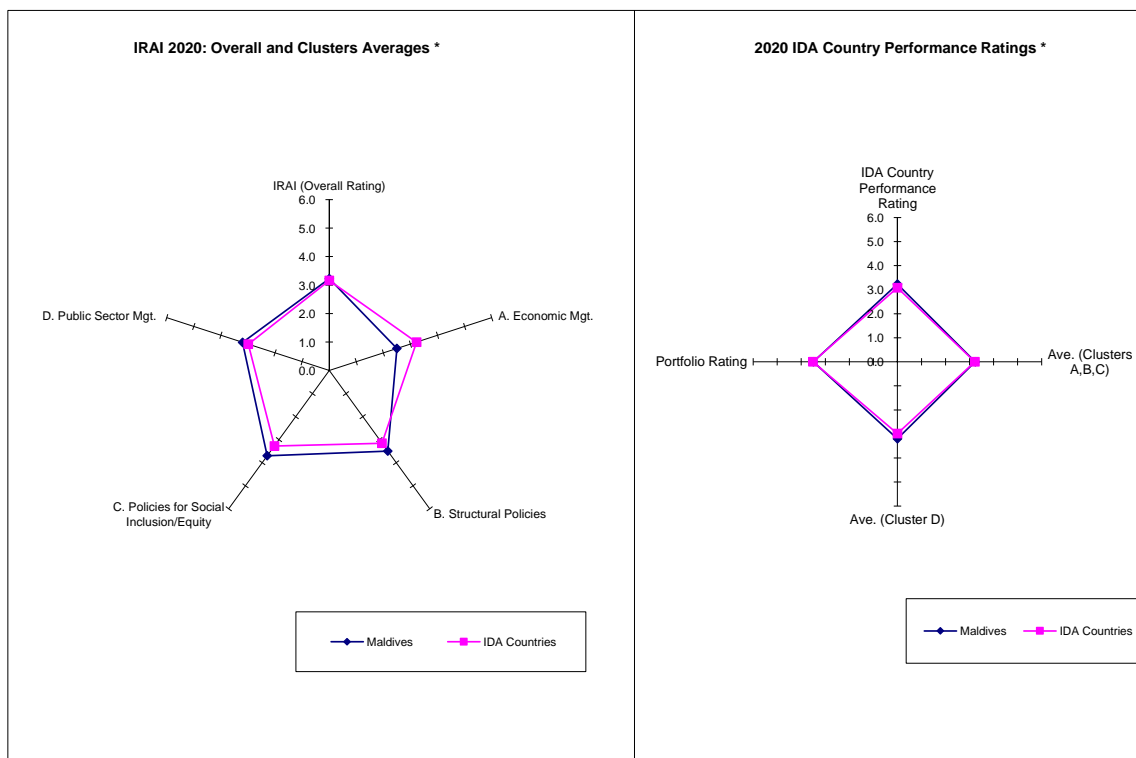 IRAI 2020: Overall and Clusters Averages *
IRAI (Overall Rating)
6.0
5.0
4.0
3.0
2.0
1.0
0.0
A. Economic Mgt.
B. Structural Policies
C. Policies for Social
Inclusion/Equity
D. Public Sector Mgt.
Maldives
IDA Countries
2020 IDA Country Performance Ratings *
IDA Country
Performance
Rating
6.0
5.0
4.0
3.0
2.0
1.0
0.0
Ave. (Clusters
A,B,C)
Ave. (Cluster D)
Portfolio Rating
Maldives
IDA Countries